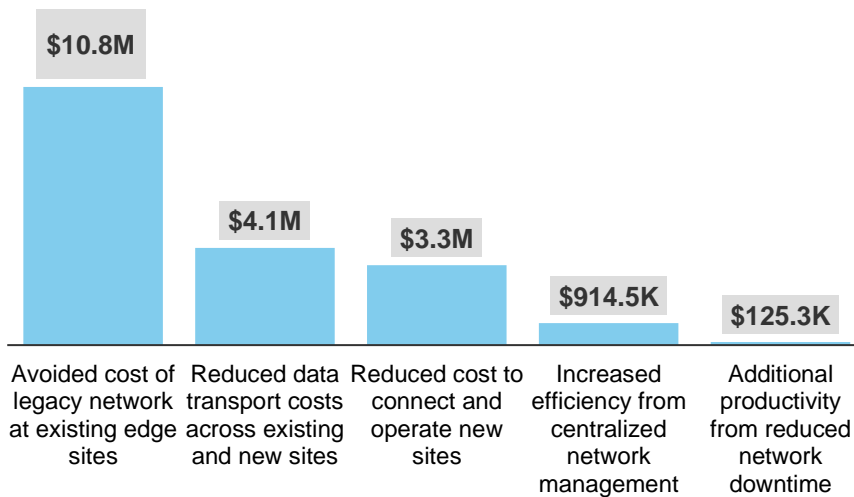 $10.8M
$4.1M
$3.3M
$914.5K
$125.3K
Avoided cost of
legacy network
at existing edge
sites
Reduced data
transport costs
across existing
and new sites
Reduced cost to
connect and
operate new
sites
Increased
efficiency from
centralized
network
management
Additional
productivity
from reduced
network
downtime